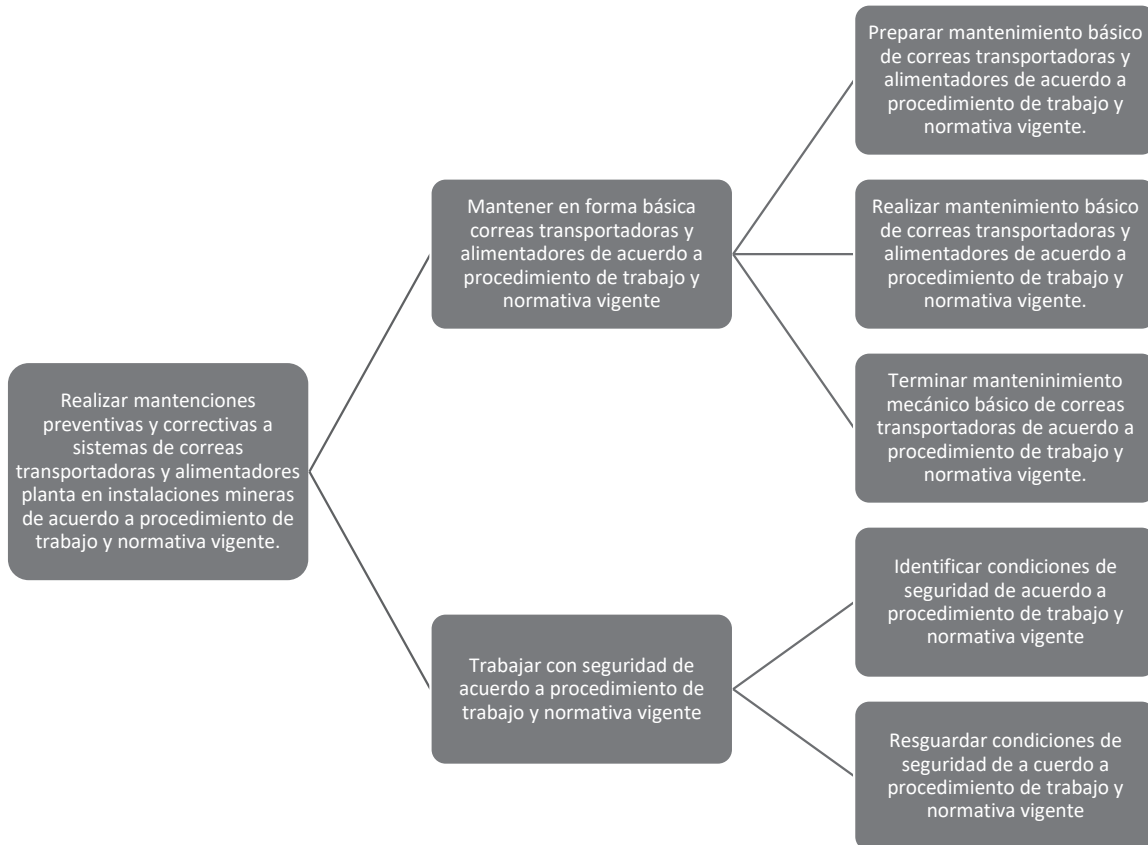 Realizar mantenciones
preventivas y correctivas a
sistemas de correas
transportadoras y alimentadores
planta en instalaciones mineras
de acuerdo a procedimiento de
trabajo y normativa vigente.
Mantener en forma básica
correas transportadoras y
alimentadores de acuerdo a
procedimiento de trabajo y
normativa vigente
Preparar mantenimiento básico
de correas transportadoras y
alimentadores de acuerdo a
procedimiento de trabajo y
normativa vigente.
Realizar mantenimiento básico
de correas transportadoras y
alimentadores de acuerdo a
procedimiento de trabajo y
normativa vigente.
Terminar manteninimiento
mecánico básico de correas
transportadoras de acuerdo a
procedimiento de trabajo y
normativa vigente.
Trabajar con seguridad de
acuerdo a procedimiento de
trabajo y normativa vigente
Identificar condiciones de
seguridad de acuerdo a
procedimiento de trabajo y
normativa vigente
Resguardar condiciones de
seguridad de a cuerdo a
procedimiento de trabajo y
normativa vigente